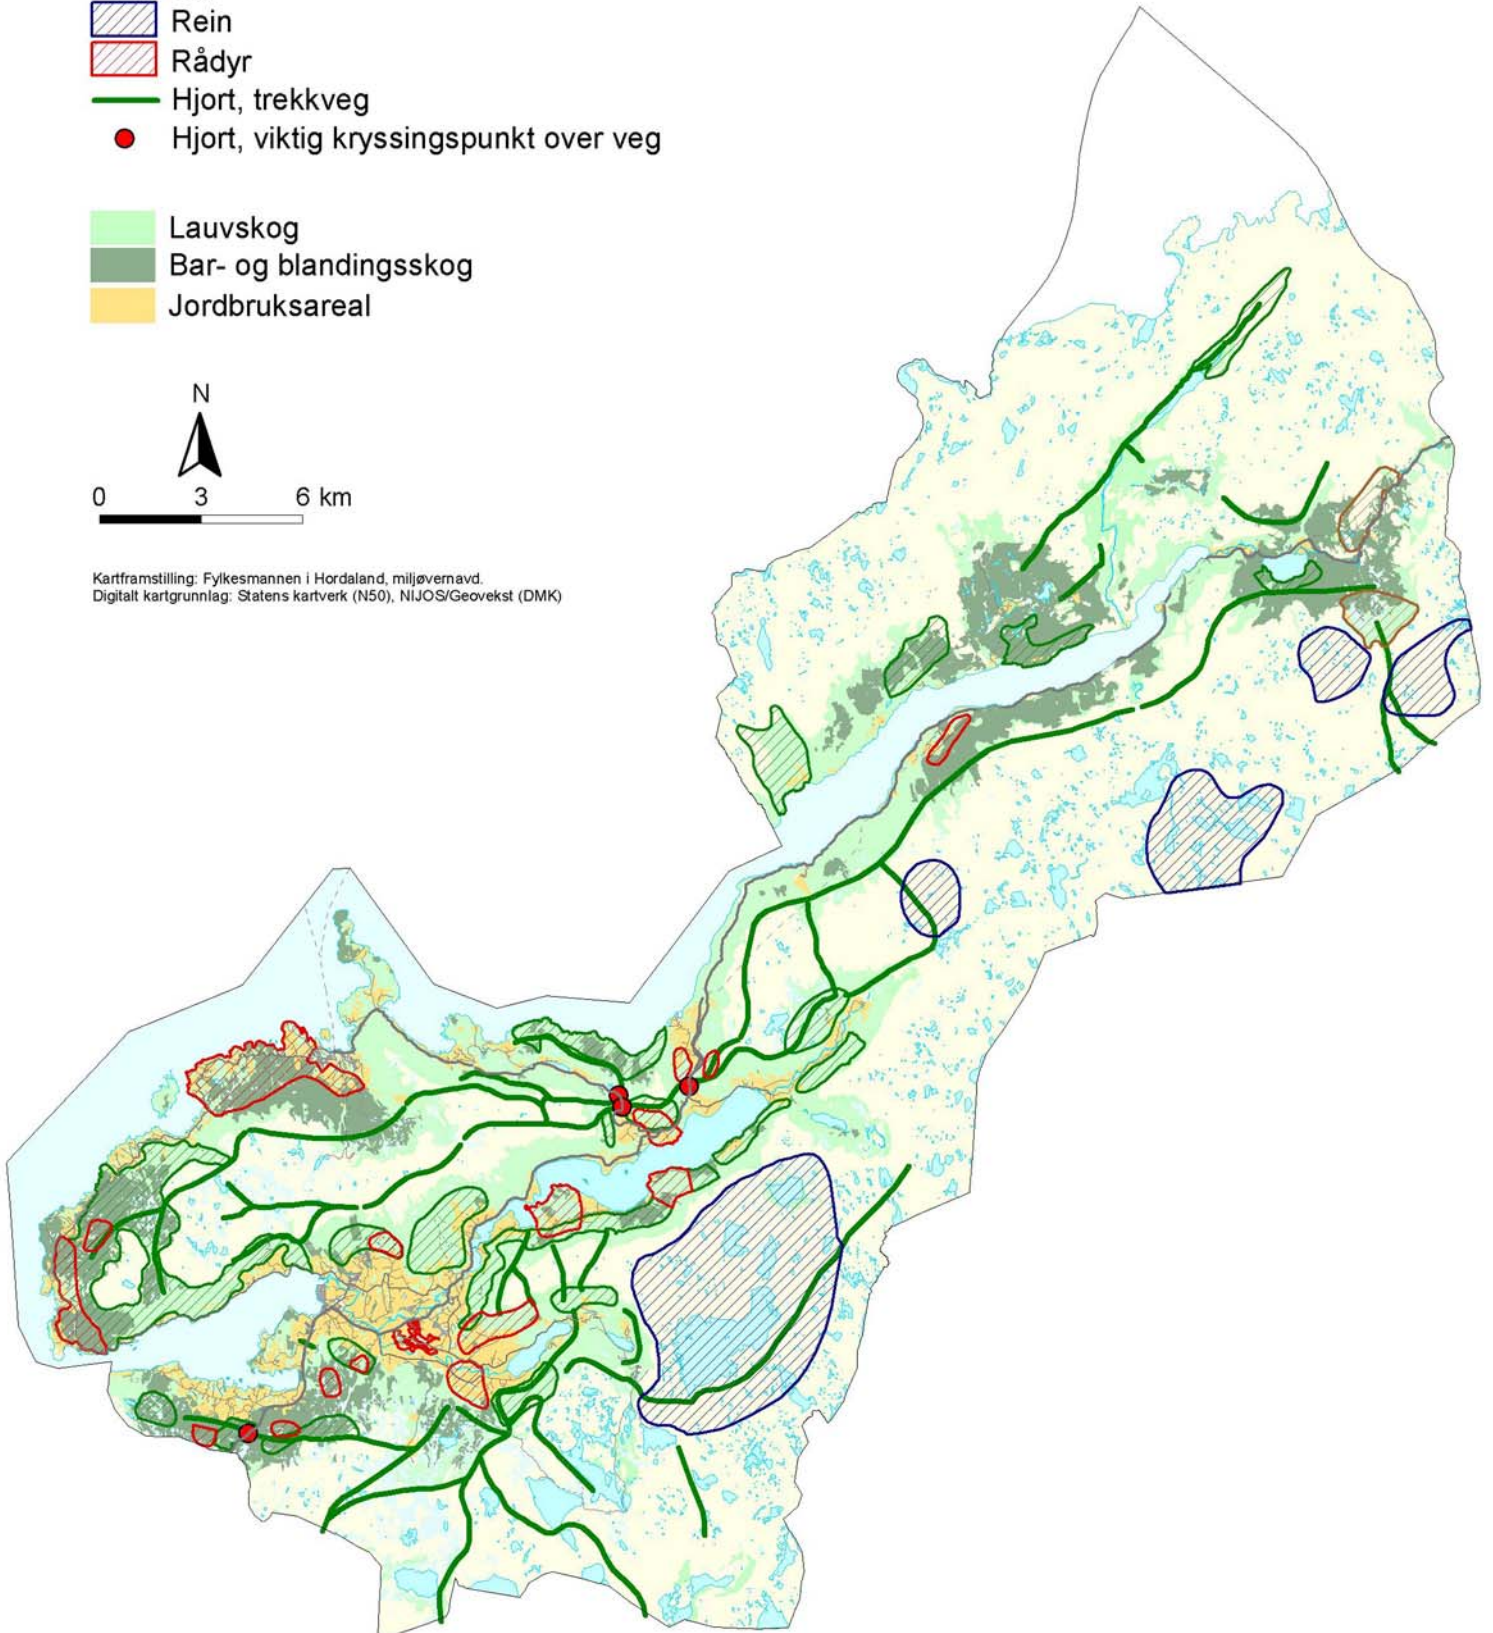 Rein
Rådyr
Hjort, trekkveg
Hjort, viktig kryssingspunkt over veg
Lauvskog
Bar- og blandingsskog
Jordbruksareal
N
0 3 6 km
Kartframstilling: Fylkesmannen i Hordaland, miljøvernavd.
Digitalt kartgrunnlag: Statens kartverk (N50), NIJOS/Geovekst (DMK)